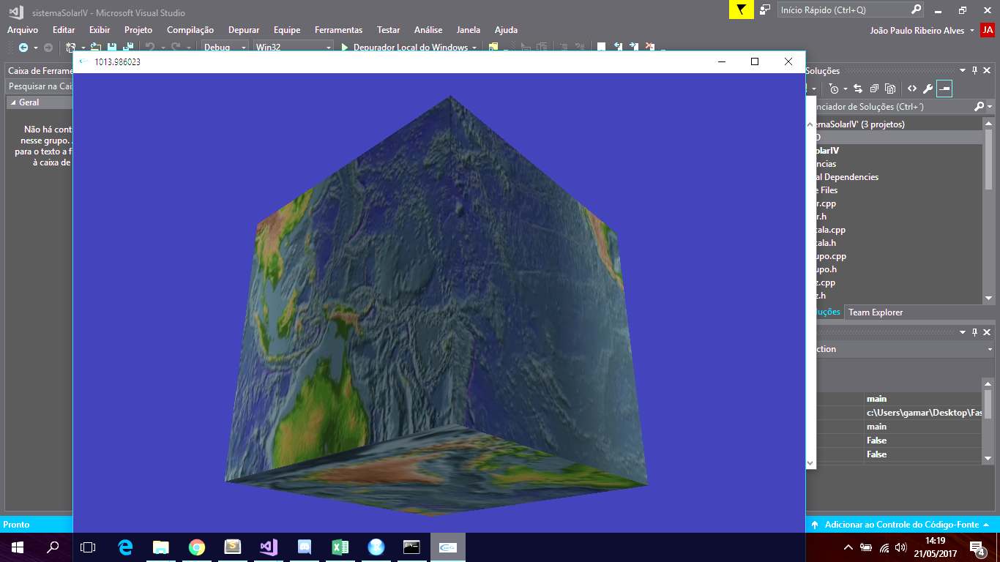 sistemaSolarIV - Microsoft Visual Studio
Início Rápido (Ctrl+Q)
Arquivo Editar Exibir Projeto Compilação Depurar Equipe Ferramentas Testar Análise Janela Ajuda
João Paulo Ribeiro Alves JA
Debug Win32 Depurador Local do Windows
1013.986023
Caixa de Ferrame
Pesquisar na Cai
Geral
Não há cont
nesse grupo.
para o texto a f
à caixa de
Soluções
nciador de Soluções (Ctrl+´)
emaSolarIV' (3 projetos)
olarIV
ncias
al Dependencies
e Files
r.cpp
r.h
cala.cpp
cala.h
upo.cpp
upo.h
z.cpp
z.h
uções Team Explorer
ction
main
c:\Users\gamar\Desktop\Fas
main
False
False
Pronto
Adicionar ao Controle do Código-Fonte
14:19
21/05/2017
4